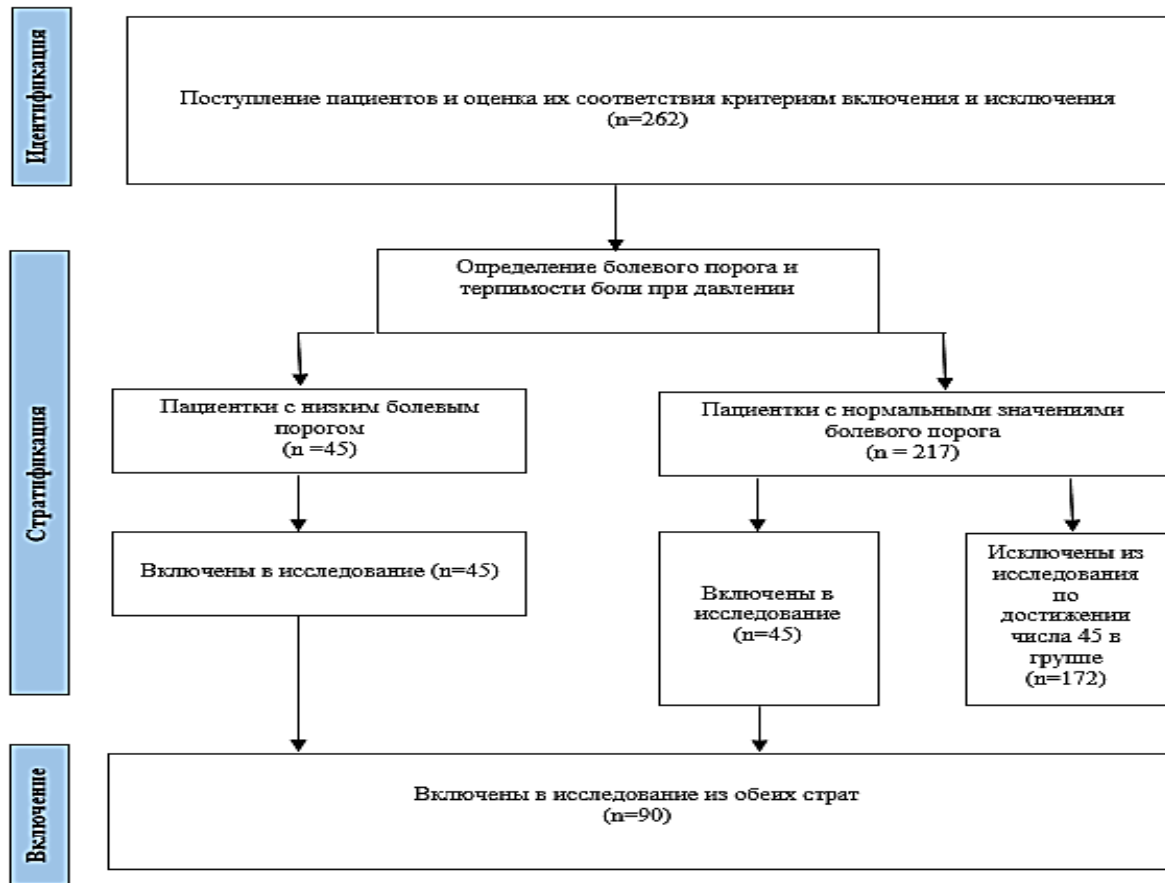 Идентификация
Поступление пациентов и оценка их соответствия критериям включения и исключения
(n=262)
Стратификация
Определение болевого порога и
терпимости боли при давлении
Пациентки с низким болевым
порогом
(n =45)
Пациентки с нормальными значениями
болевого порога
(n = 217)
Включены в исследование (n=45)
Включены в
исследование
(n=45)
Исключены из
исследования
по
достижении
числа 45 в
группе
(n=172)
Включение
Включены в исследование из обеих страт
(n=90)